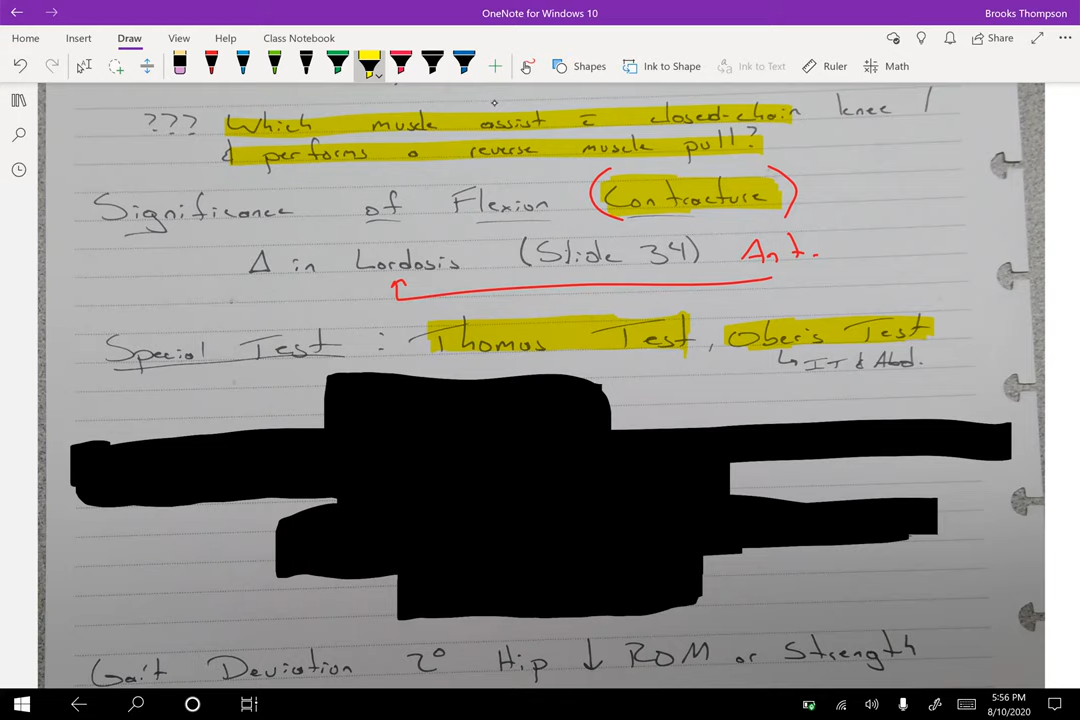 OneNote for Windows 10
Brooks Thompson
Home Insert Draw View Help Class Notebook
Share
Shapes Ink to Shape Ink to Text Ruler Math
??? Which muscle assist c̄ closed-chain knee /
& performs a reverse muscle pull?
Significance of Flexion (Contracture)
Δ in Lordosis (Slide 34) Ant.
Special Test : Thomas Test, Ober's Test
↳ IT & Abd.
Gait Deviation 2° Hip ↓ ROM or Strength
5:56 PM
8/10/2020